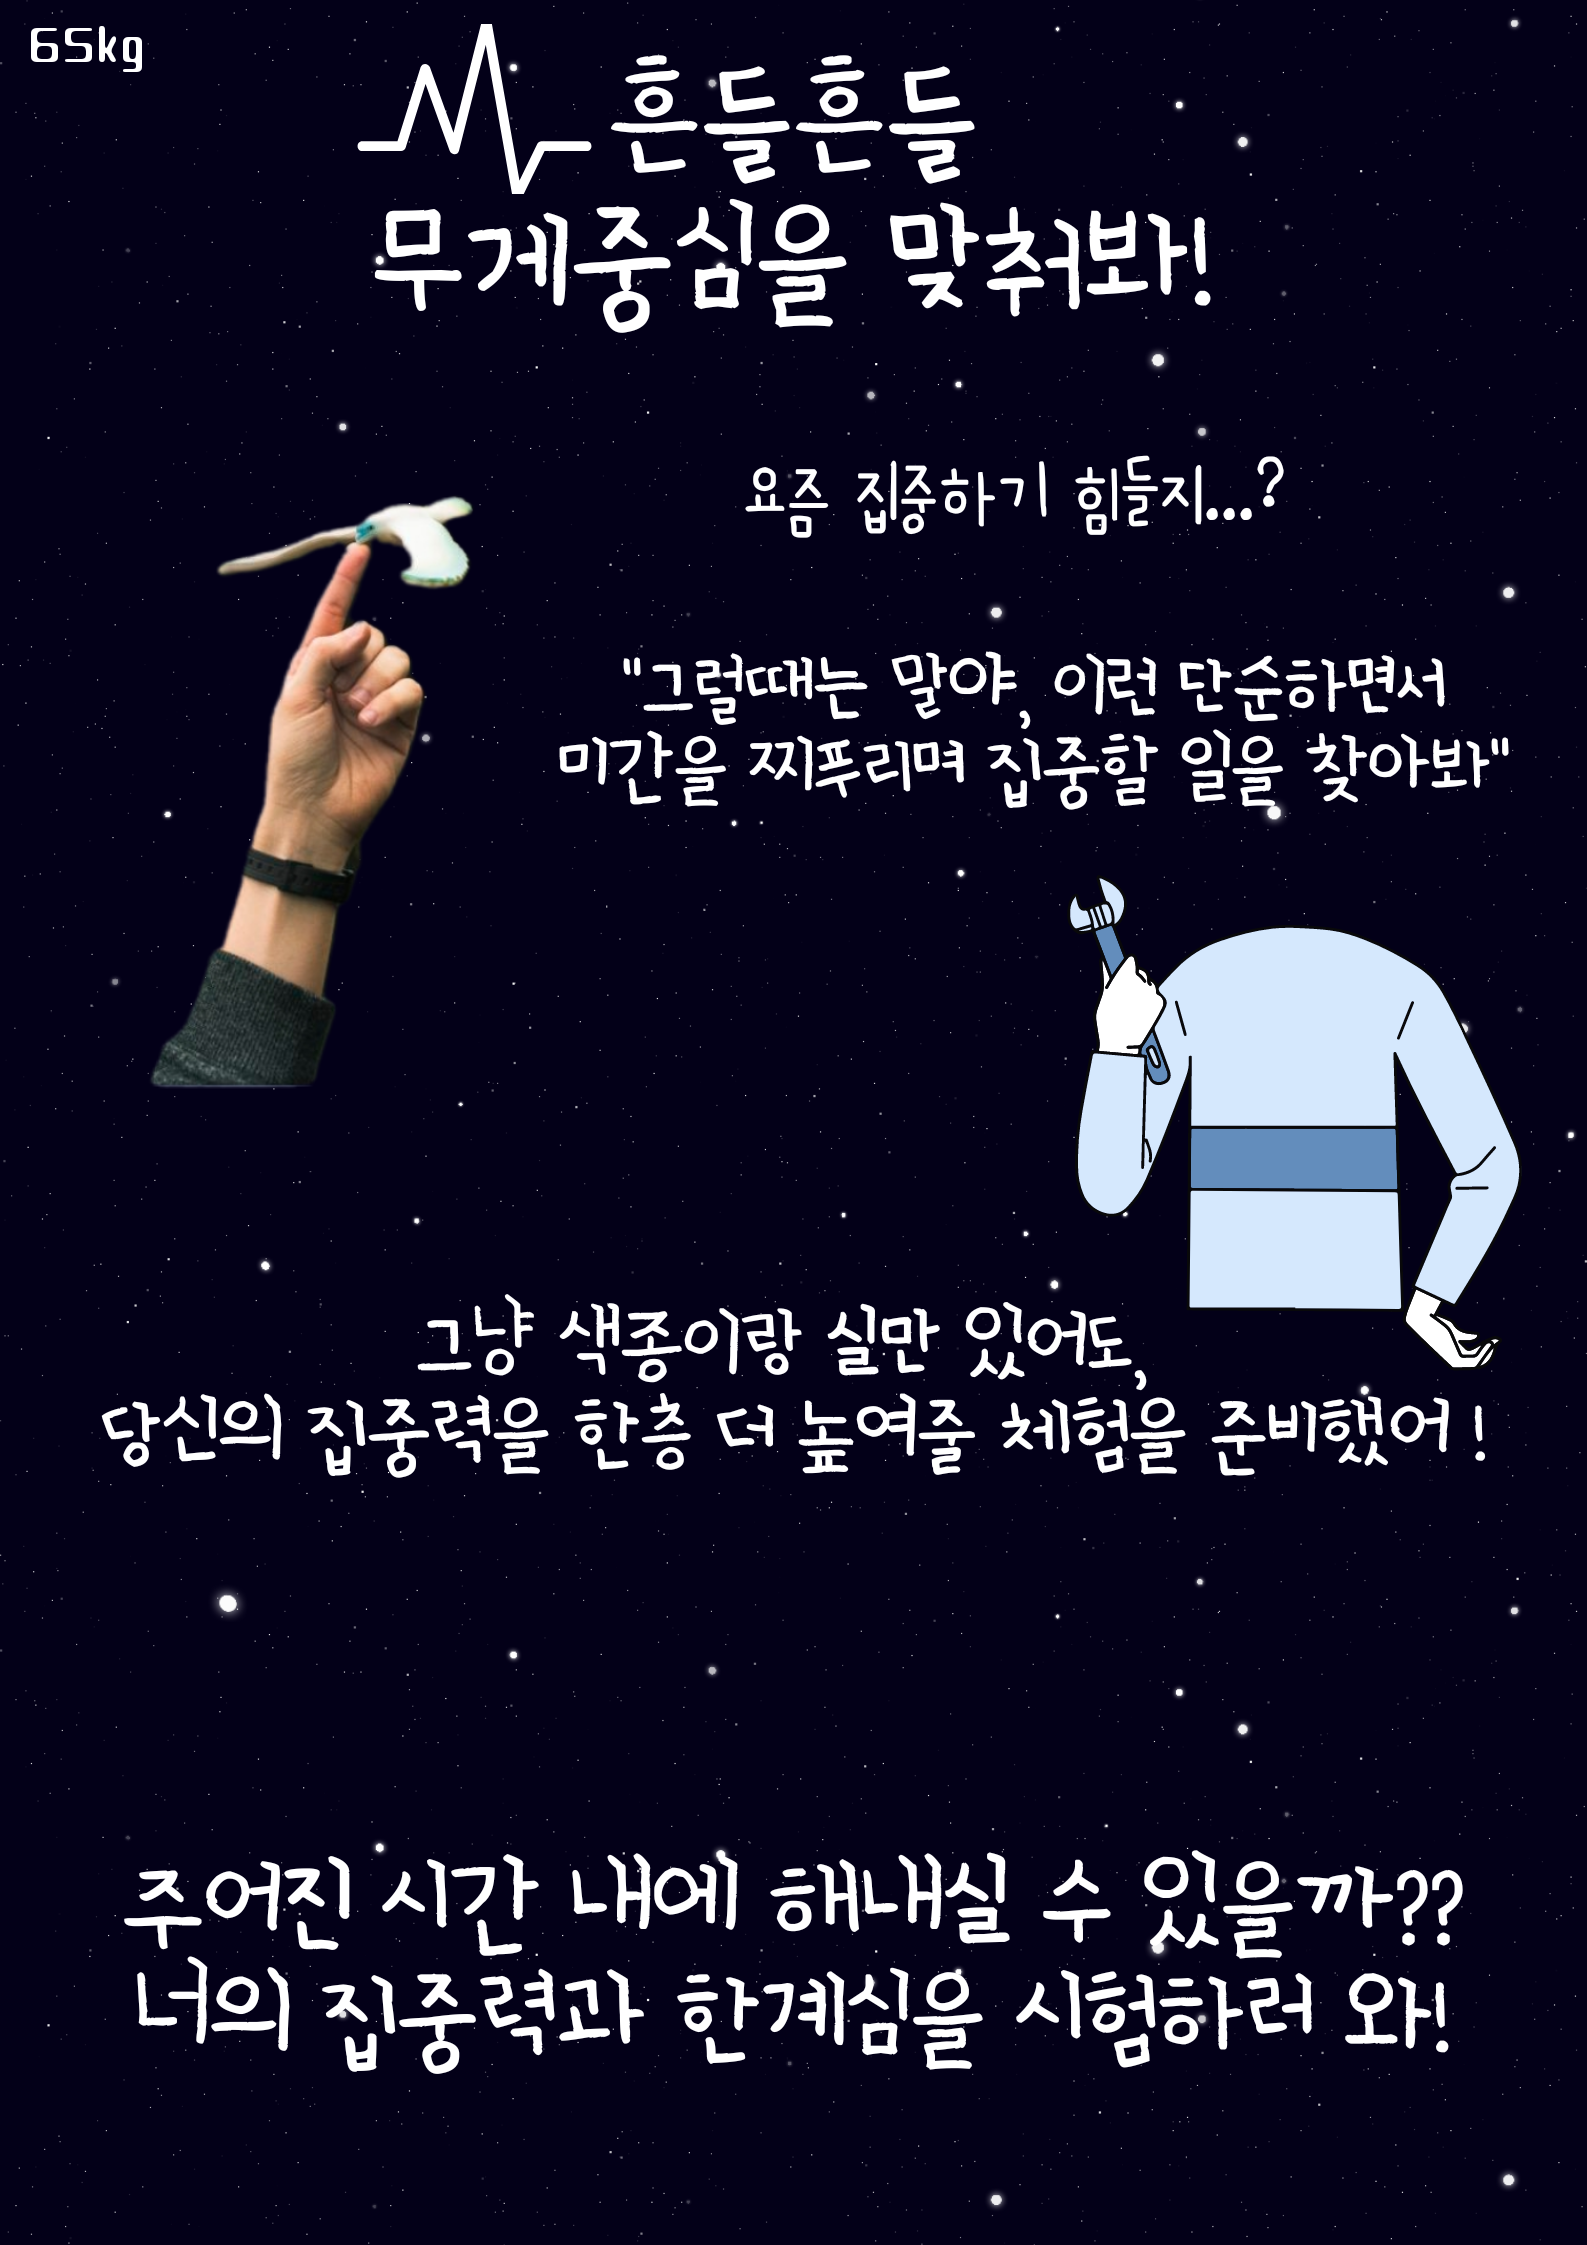 65kg
흔들흔들
무게중심을 맞춰봐!
요즘 집중하기 힘들지...?
"그럴때는 말야, 이런 단순하면서
미간을 찌푸리며 집중할 일을 찾아봐"
그냥 색종이랑 실만 있어도,
당신의 집중력을 한층 더 높여줄 체험을 준비했어!
주어진 시간 내에 해내실 수 있을까??
너의 집중력과 한계심을 시험하러 와!